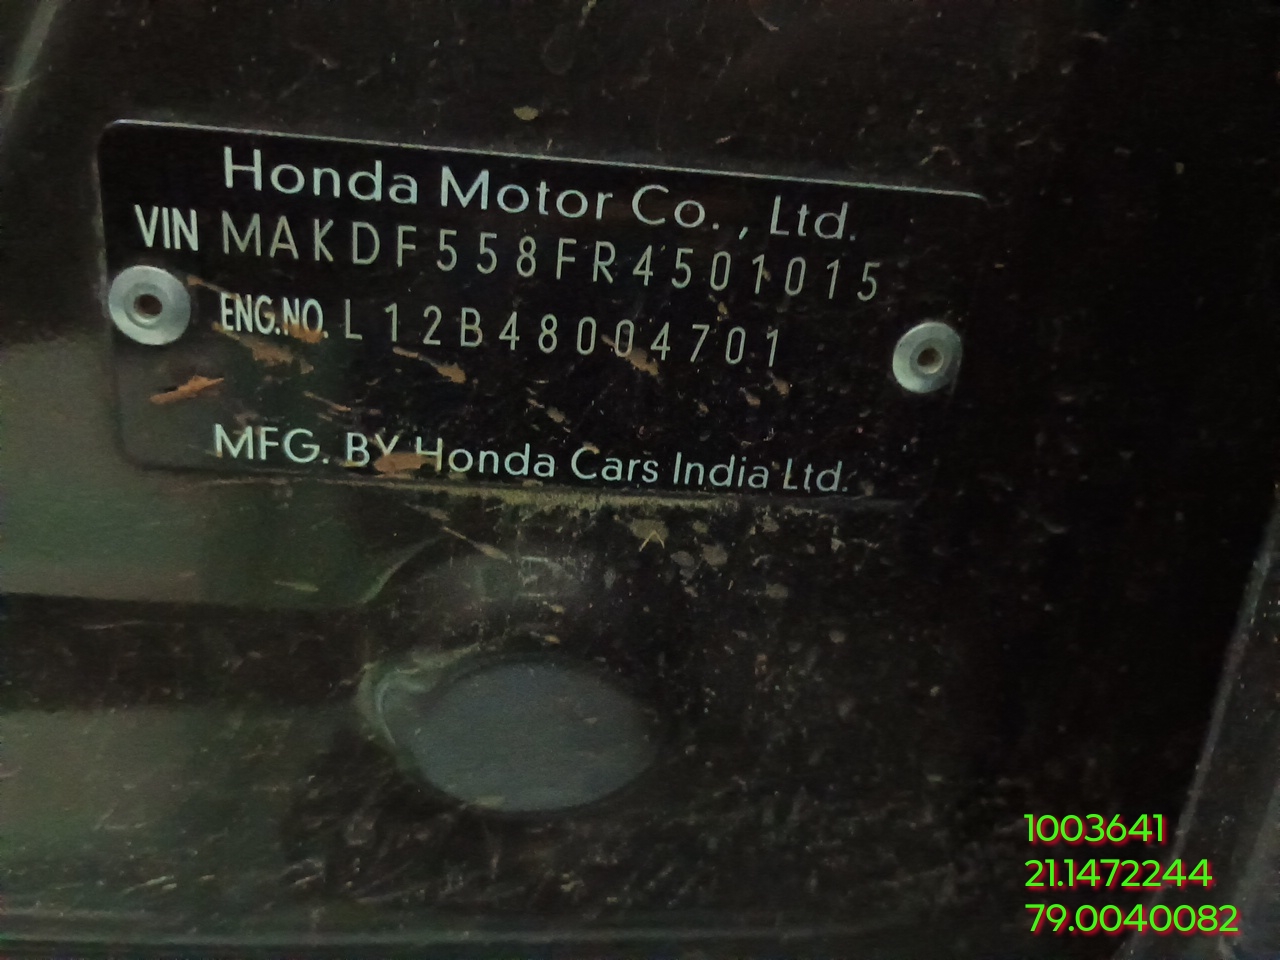 Honda Motor Co., Ltd.
VIN MAKDF558FR4501015
ENG.NO. L12B48004701
MFG. BY Honda Cars India Ltd.
1003641
21.1472244
79.0040082